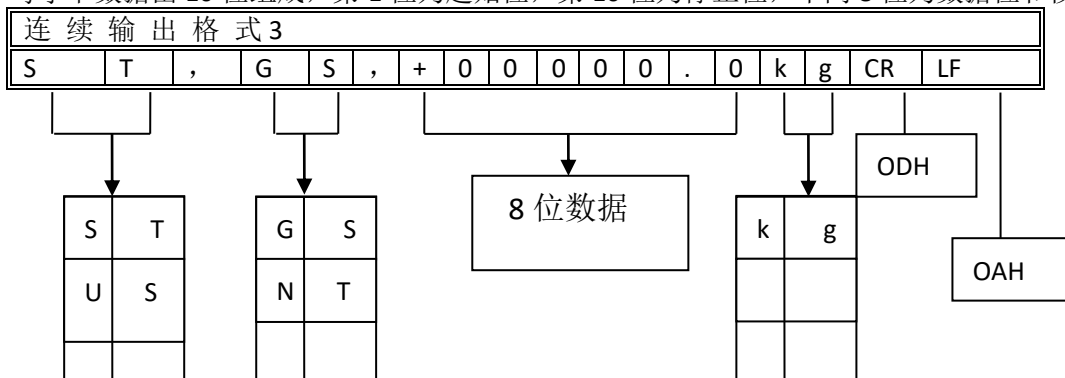 连 续 输 出 格 式 3
S T , G S , + 0 0 0 0 0 . 0 k g CR LF
ODH
8 位数据
S T G S k g
OAH
U S N T